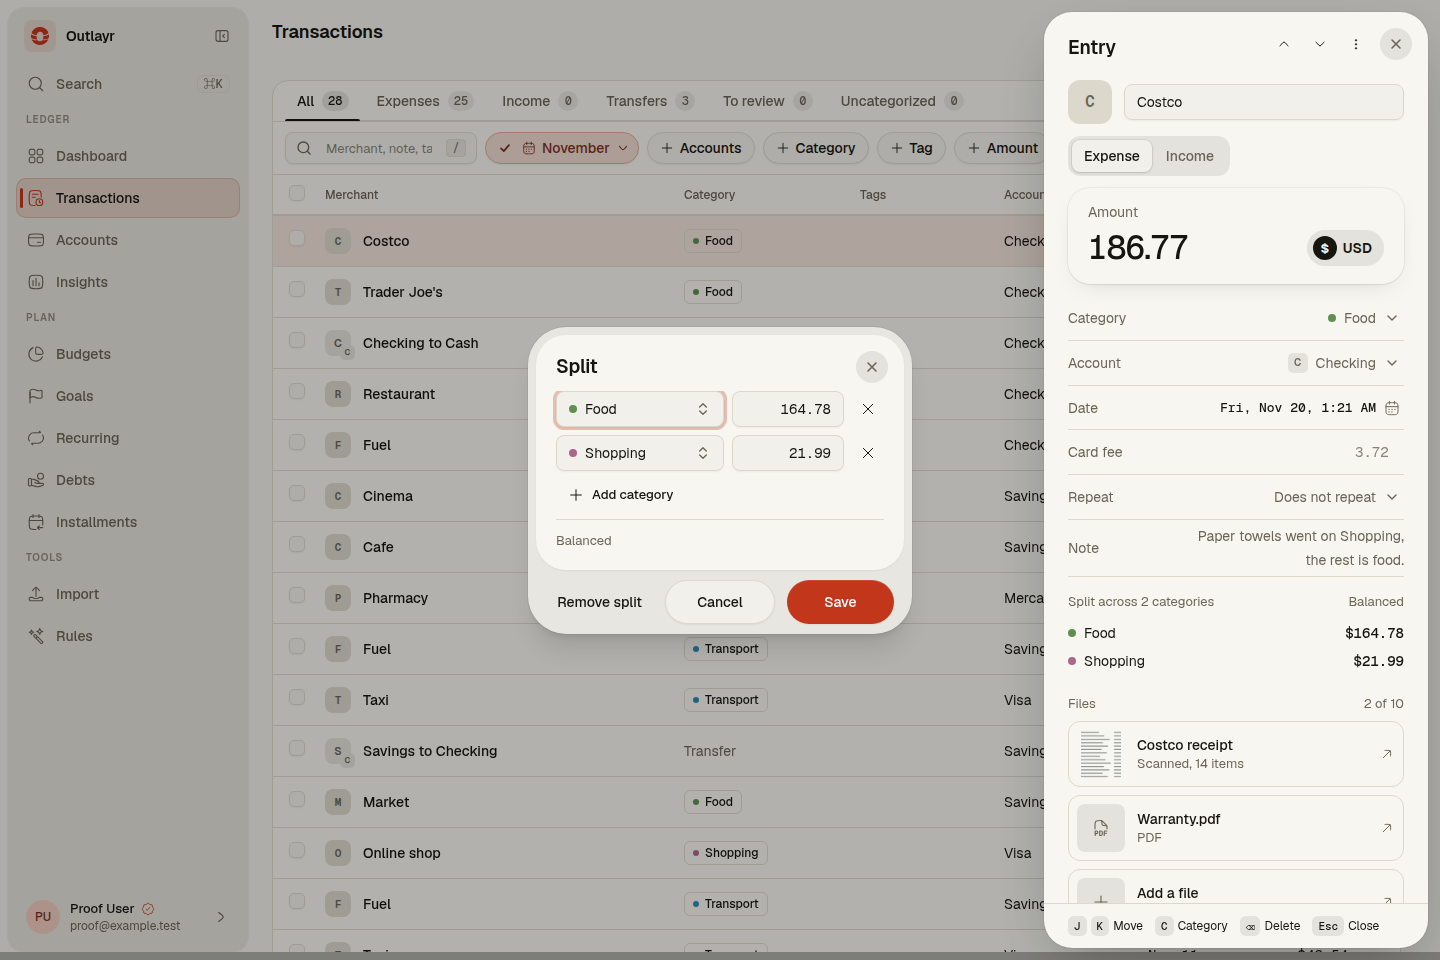 Outlayr
Search ⌘K
LEDGER
Dashboard
Transactions
Accounts
Insights
PLAN
Budgets
Goals
Recurring
Debts
Installments
TOOLS
Import
Rules
PU Proof User
proof@example.test
Transactions
All 28 Expenses 25 Income 0 Transfers 3 To review 0 Uncategorized 0
Merchant, note, ta / November Accounts Category Tag Amount
Merchant Category Tags Accoun
C Costco Food Check
T Trader Joe's Food Check
C C Checking to Cash Check
R Restaurant Check
F Fuel Check
C Cinema Saving
C Cafe Saving
P Pharmacy Merca
F Fuel Transport Saving
T Taxi Transport Visa
S C Savings to Checking Transfer Saving
M Market Food Saving
O Online shop Shopping Visa
F Fuel Transport Saving
Split
Food 164.78
Shopping 21.99
Add category
Balanced
Remove split Cancel Save
Entry
C Costco
Expense Income
Amount
186.77 $ USD
Category Food
Account C Checking
Date Fri, Nov 20, 1:21 AM
Card fee 3.72
Repeat Does not repeat
Note Paper towels went on Shopping,
the rest is food.
Split across 2 categories Balanced
Food $164.78
Shopping $21.99
Files 2 of 10
Costco receipt
Scanned, 14 items
PDF Warranty.pdf
PDF
Add a file
J K Move C Category ⌫ Delete Esc Close